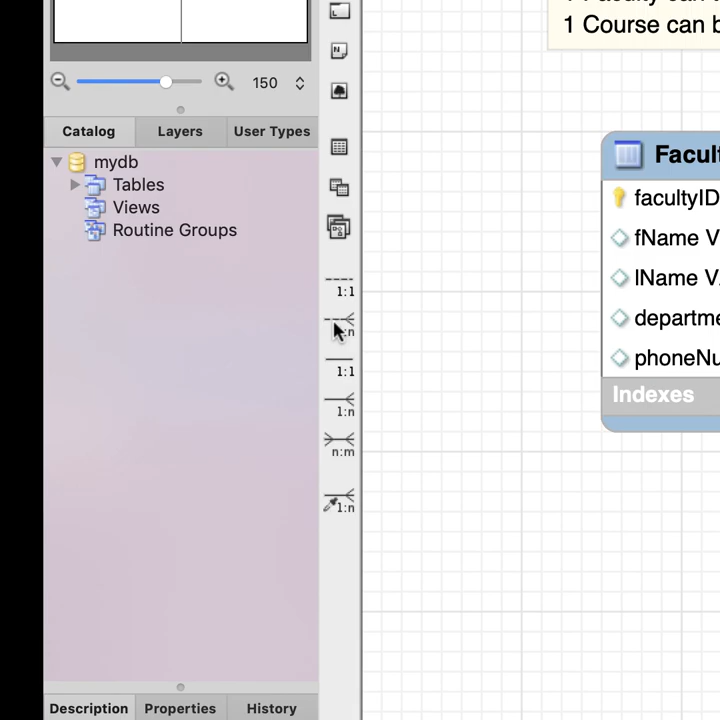 1 Course can b
150
Catalog Layers User Types
mydb
Tables
Views
Routine Groups
1:1
:n
1:1
1:n
n:m
1:n
Facult
facultyID
fName V
lName V
departme
phoneNu
Indexes
Description Properties History